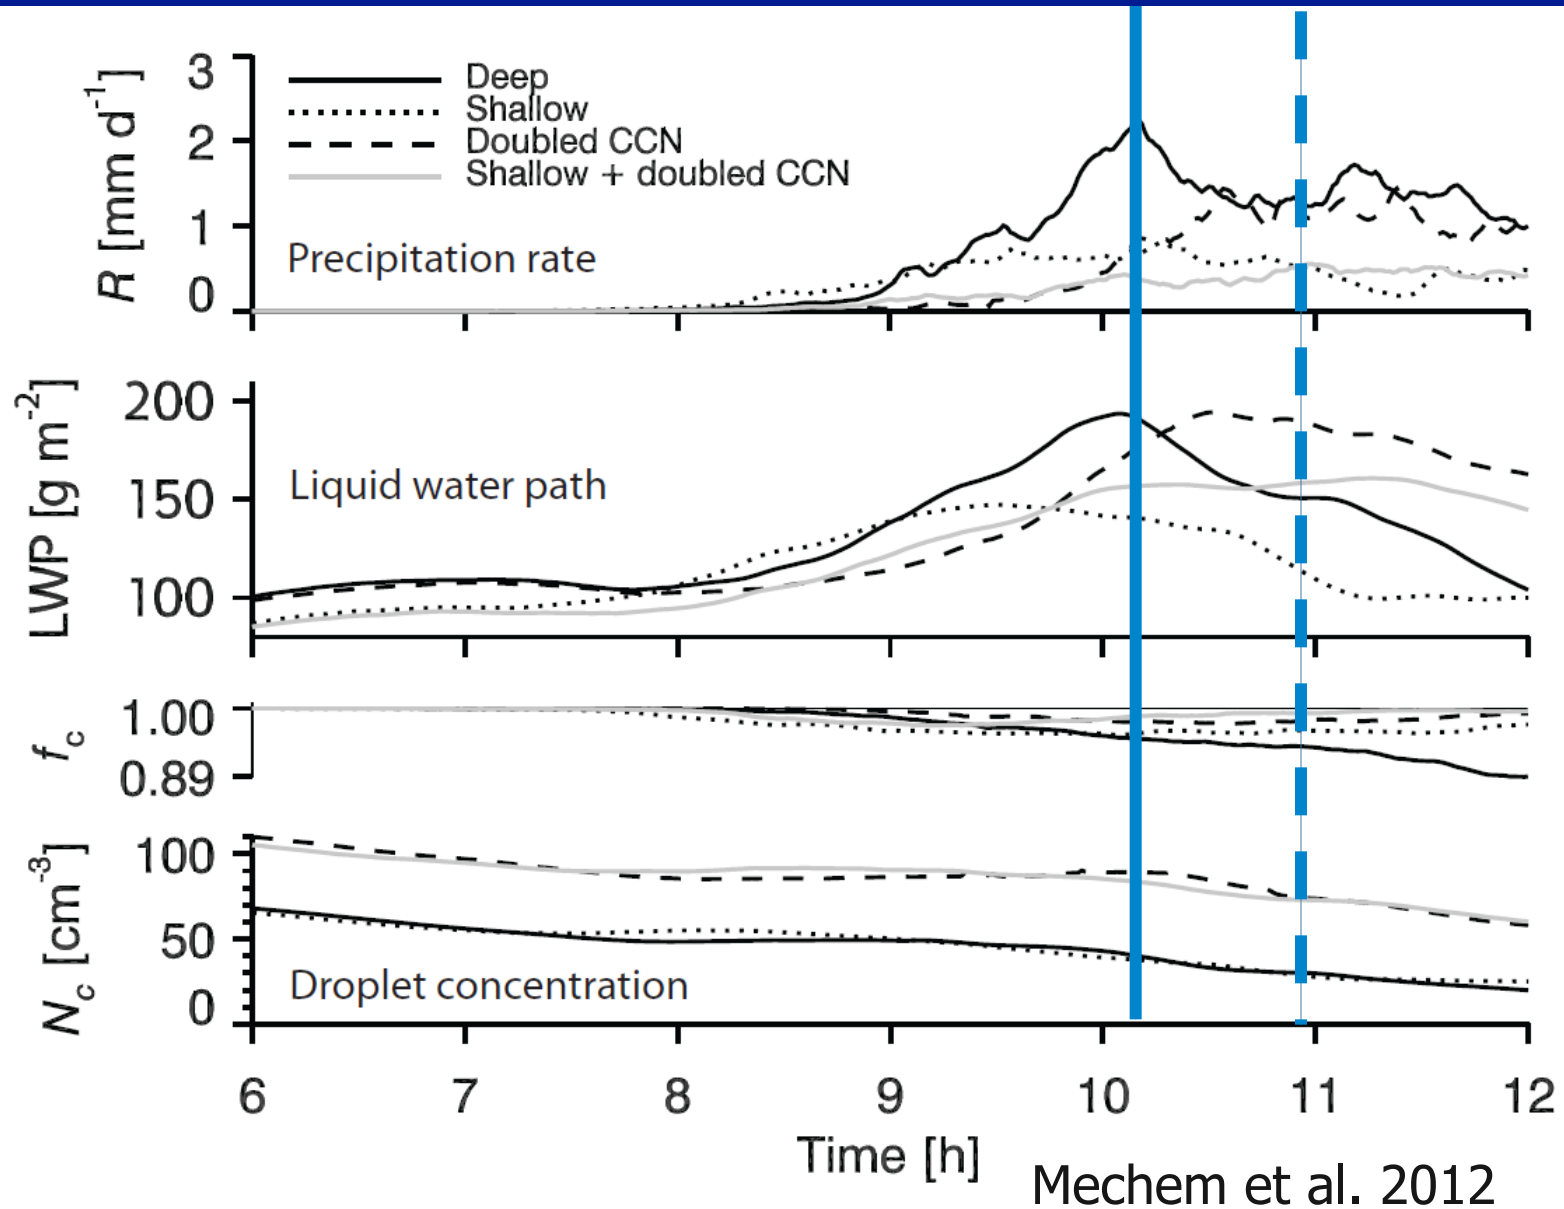 3
2
1
0
R [mm d-1]
Deep
Shallow
Doubled CCN
Shallow + doubled CCN
Precipitation rate
200
150
100
LWP [g m-2]
Liquid water path
1.00
0.89
fc
100
50
0
Nc [cm-3]
Droplet concentration
6 7 8 9 10 11 12
Time [h]
Mechem et al. 2012